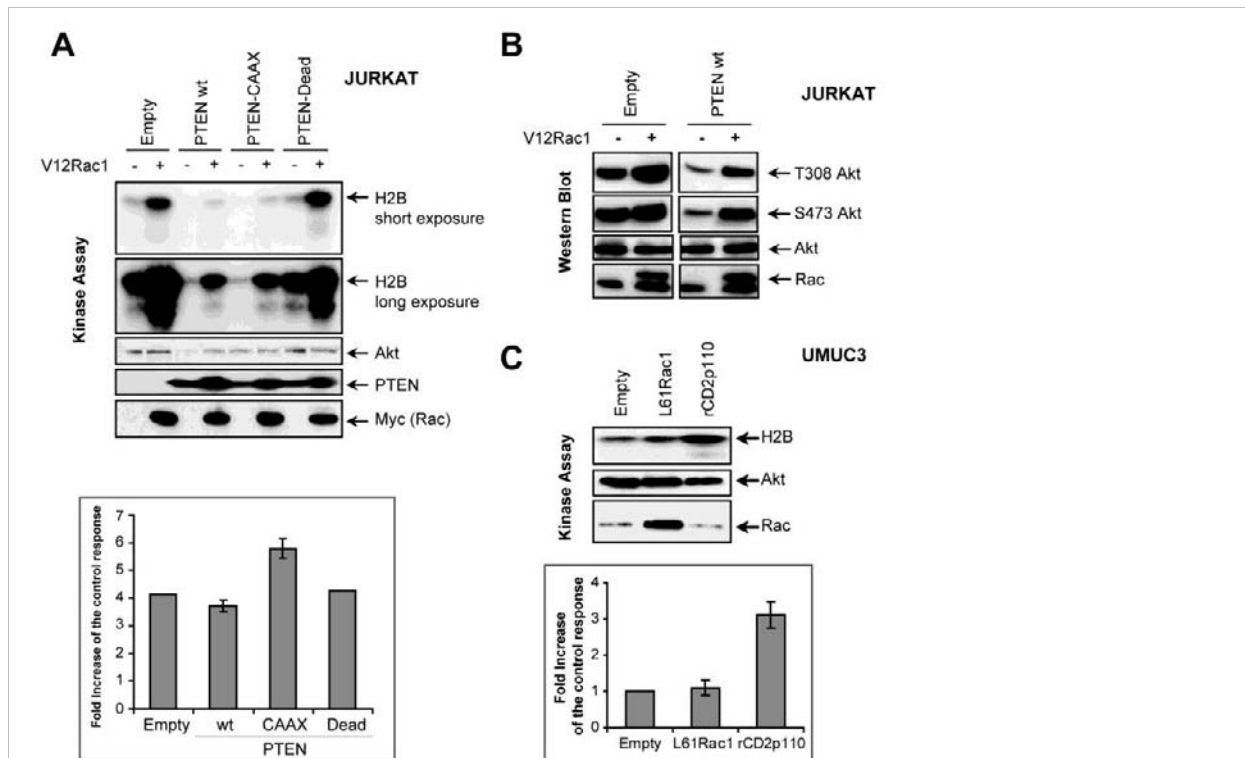 A
JURKAT
Empty
PTEN wt
PTEN-CAAX
PTEN-Dead
V12Rac1 - + - + - + - +
H2B
short exposure
H2B
long exposure
Akt
PTEN
Myc (Rac)
Kinase Assay
Fold Increase of the control response
7
6
5
4
3
2
1
0
Empty wt CAAX Dead
PTEN
B
JURKAT
Empty
PTEN wt
V12Rac1 - + - +
T308 Akt
S473 Akt
Akt
Rac
Western Blot
C
UMUC3
Empty
L61Rac1
rCD2p110
H2B
Akt
Rac
Kinase Assay
Fold Increase
of the control response
4
3
2
1
0
Empty L61Rac1 rCD2p110